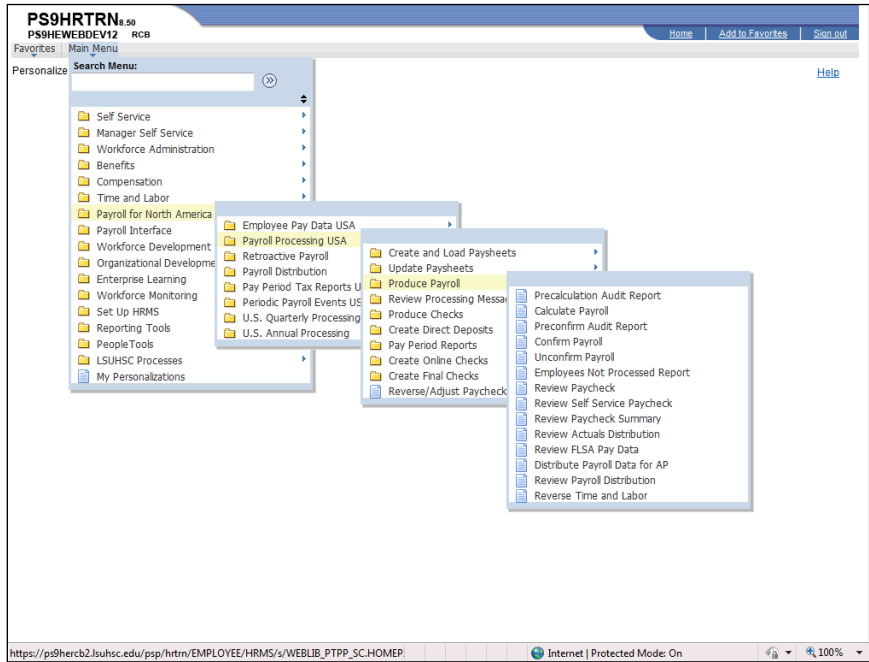 PS9HRTRN8.50
PS9HEWEBDEV12 RCB
Home Add to Favorites Sign out
Favorites Main Menu
Personalize
Help
Search Menu:
Self Service
Manager Self Service
Workforce Administration
Benefits
Compensation
Time and Labor
Payroll for North America
Payroll Interface
Workforce Development
Organizational Developme
Enterprise Learning
Workforce Monitoring
Set Up HRMS
Reporting Tools
PeopleTools
LSUHSC Processes
My Personalizations
Employee Pay Data USA
Payroll Processing USA
Retroactive Payroll
Payroll Distribution
Pay Period Tax Reports U
Periodic Payroll Events US
U.S. Quarterly Processing
U.S. Annual Processing
Create and Load Paysheets
Update Paysheets
Produce Payroll
Review Processing Messa
Produce Checks
Create Direct Deposits
Pay Period Reports
Create Online Checks
Create Final Checks
Reverse/Adjust Paycheck
Precalculation Audit Report
Calculate Payroll
Preconfirm Audit Report
Confirm Payroll
Unconfirm Payroll
Employees Not Processed Report
Review Paycheck
Review Self Service Paycheck
Review Paycheck Summary
Review Actuals Distribution
Review FLSA Pay Data
Distribute Payroll Data for AP
Review Payroll Distribution
Reverse Time and Labor
https://ps9hercb2.lsuhsc.edu/psp/hrtrn/EMPLOYEE/HRMS/s/WEBLIB_PTPP_SC.HOMEP.
Internet | Protected Mode: On
100%